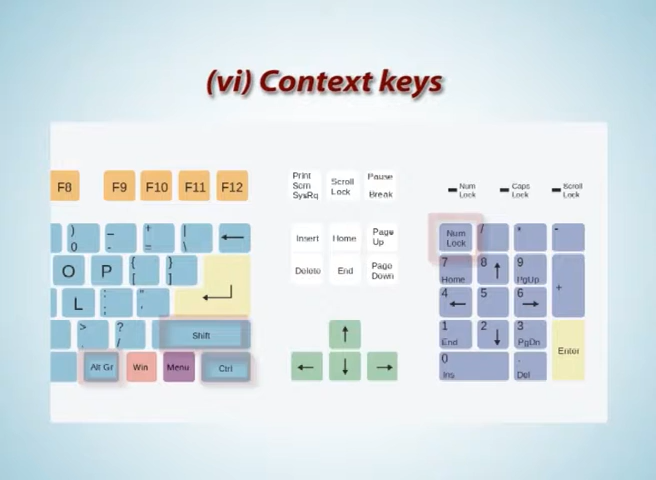 (vi) Context keys
F8 F9 F10 F11 F12
Print Scrn SysRq
Scroll Lock
Pause Break
Num Lock
Caps Lock
Scroll Lock
) 0
_ -
+ =
| \
Insert Home Page Up
Num Lock / * -
O P { [ } ]
Delete End Page Down
7 Home 8 9 PgUp +
L : ; " '
4 5 6
> .
? /
Shift
1 End 2 3 PgDn Enter
Alt Gr Win Menu Ctrl
0 Ins . Del